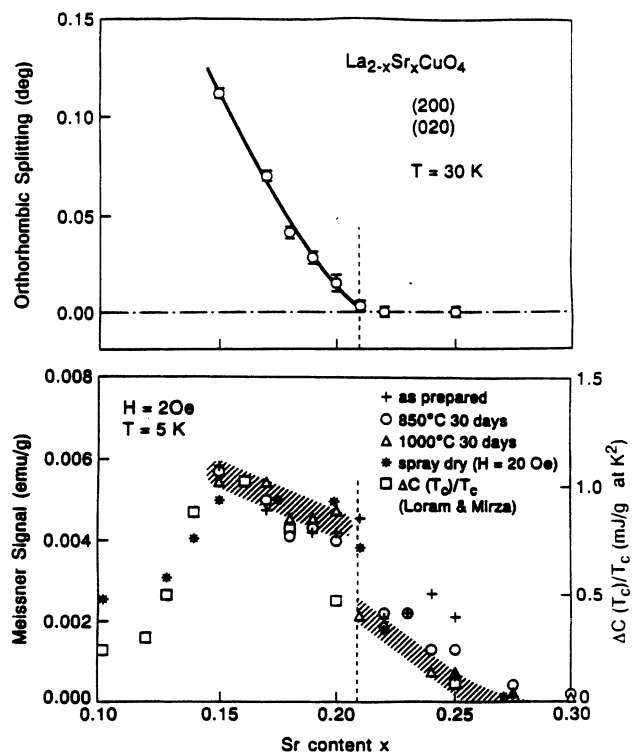 0.15
0.10
0.05
0.00
Orthorhombic Splitting (deg)
La2-xSrxCuO4
(200)
(020)
T = 30 K
0.008
0.006
0.004
0.002
0.000
Meissner Signal (emu/g)
H = 2Oe
T = 5 K
+ as prepared
850°C 30 days
1000°C 30 days
spray dry (H = 20 Oe)
ΔC (Tc)/Tc
(Loram & Mirza)
1.5
1.0
0.5
0
ΔC (Tc)/Tc (mJ/g at K²)
0.10 0.15 0.20 0.25 0.30
Sr content x